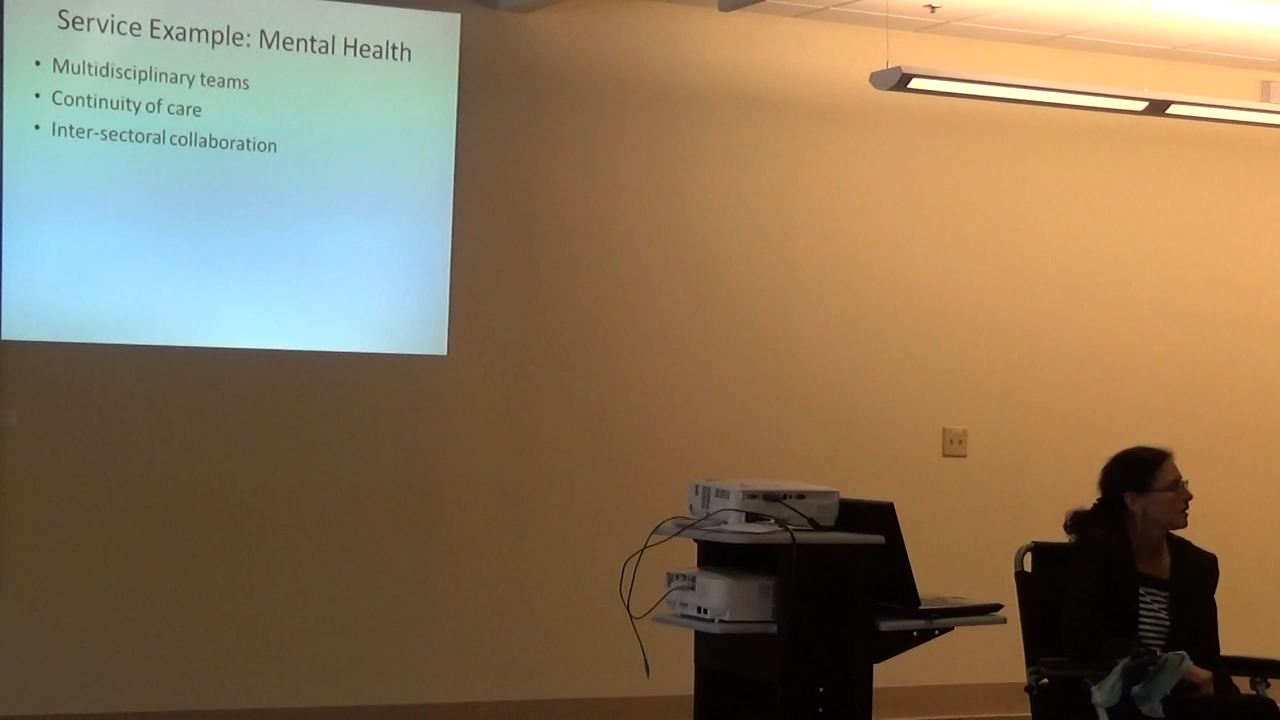 Service Example: Mental Health
• Multidisciplinary teams
• Continuity of care
• Inter-sectoral collaboration